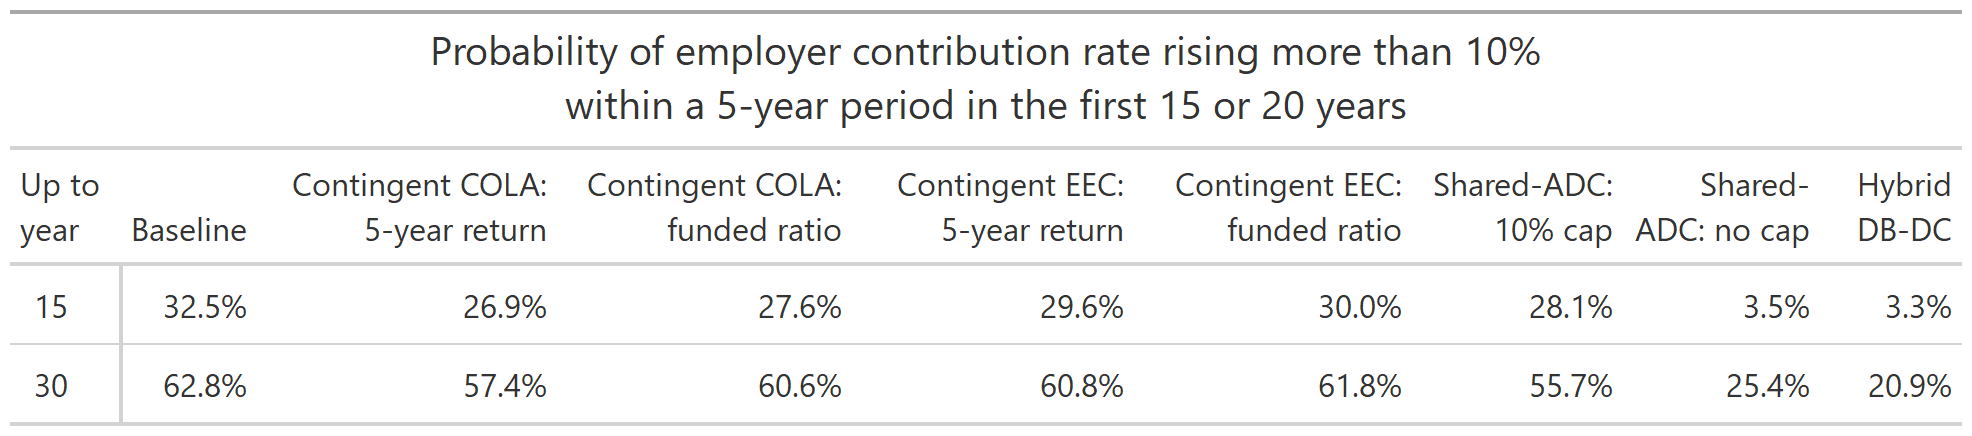 Probability of employer contribution rate rising more than 10%
within a 5-year period in the first 15 or 20 years
Up to Contingent COLA: Contingent COLA: Contingent EEC: Contingent EEC: Shared-ADC: Shared- Hybrid
year Baseline 5-year return funded ratio 5-year return funded ratio 10% cap ADC: no cap DB-DC
15 32.5% 26.9% 27.6% 29.6% 30.0% 28.1% 3.5% 3.3%
30 62.8% 57.4% 60.6% 60.8% 61.8% 55.7% 25.4% 20.9%